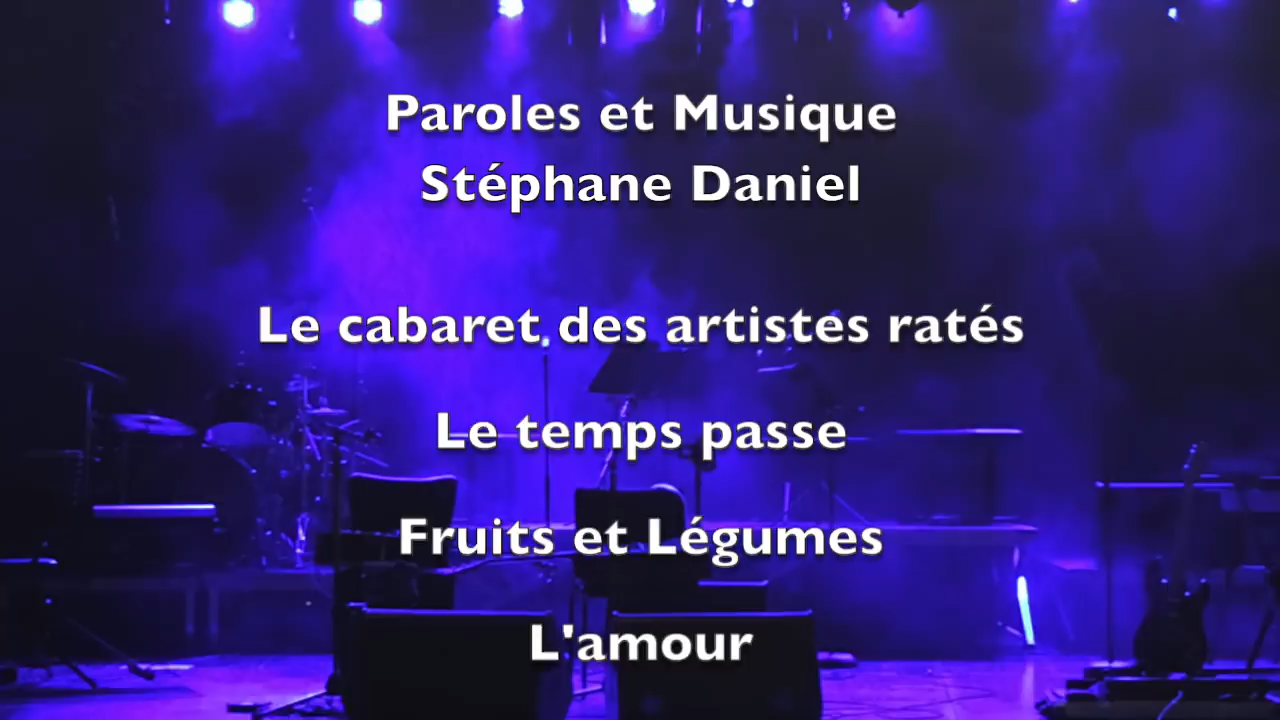 Paroles et Musique
Stéphane Daniel
Le cabaret des artistes ratés
Le temps passe
Fruits et Légumes
L'amour